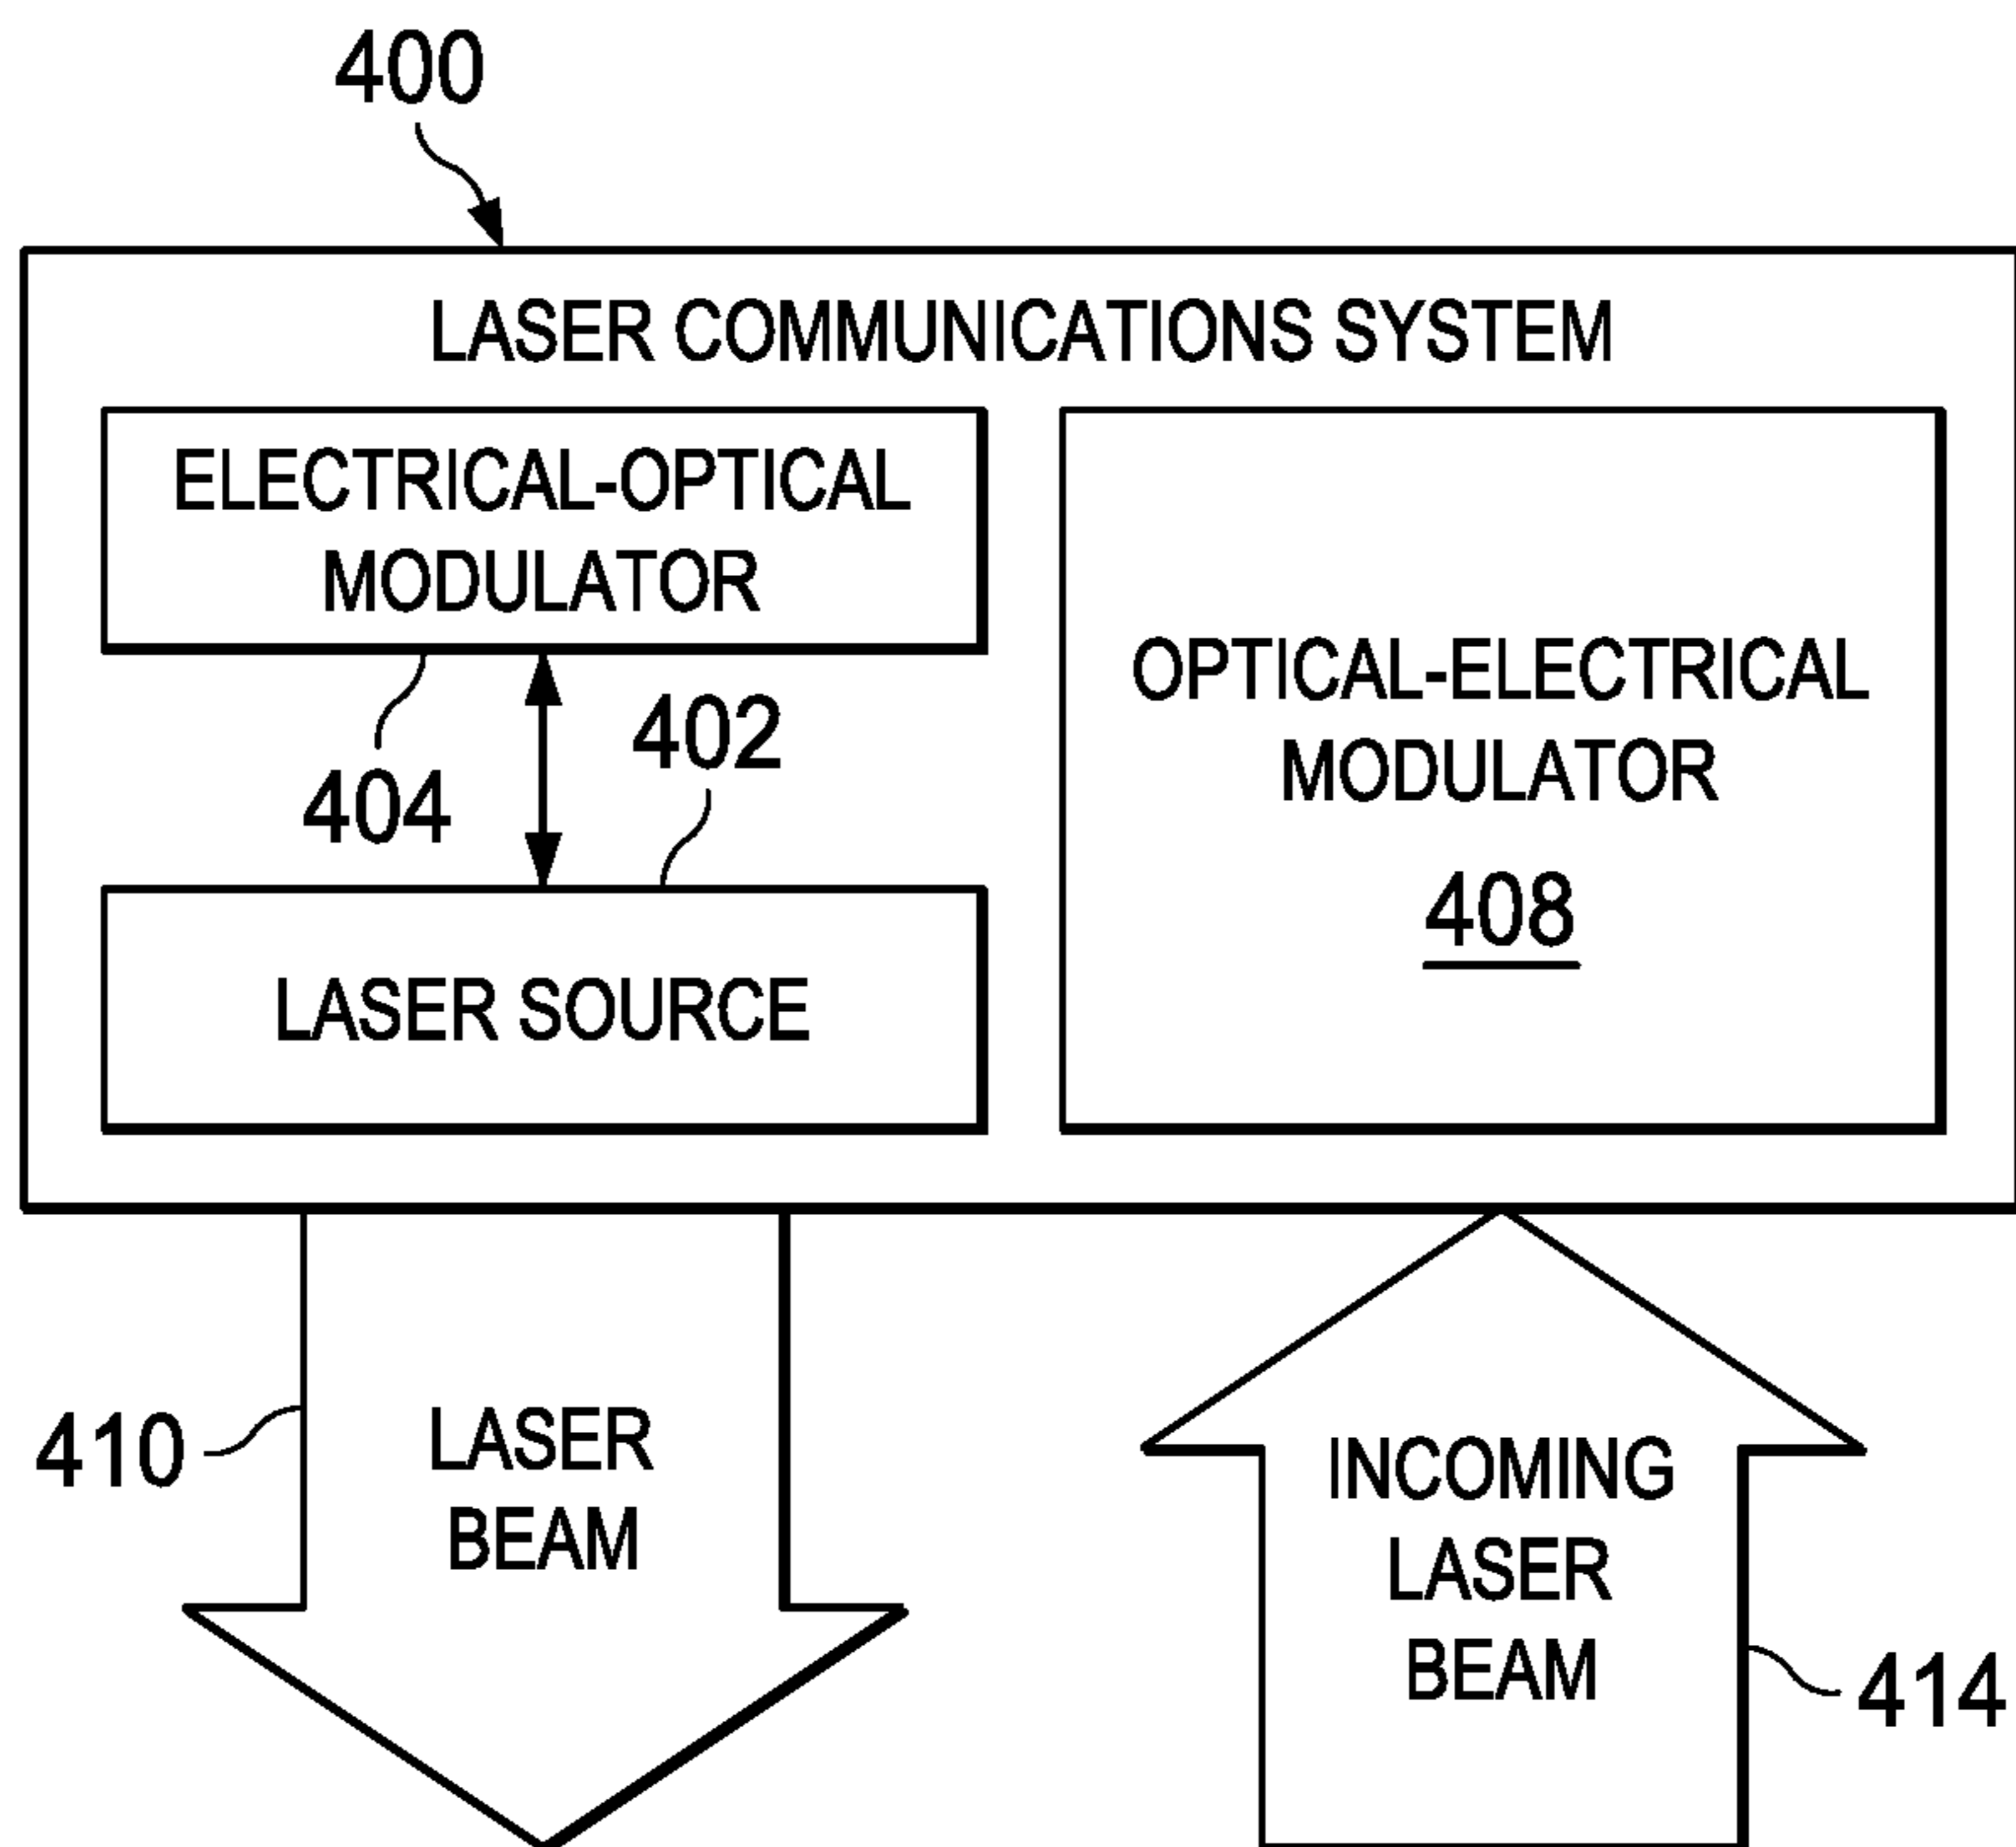 400
LASER COMMUNICATIONS SYSTEM
ELECTRICAL-OPTICAL
MODULATOR
404
402
LASER SOURCE
OPTICAL-ELECTRICAL
MODULATOR
408
410
LASER
BEAM
INCOMING
LASER
BEAM
414